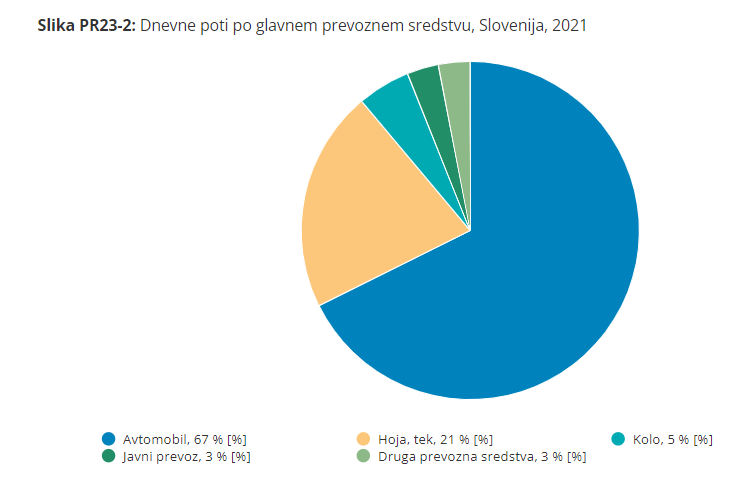 Slika PR23-2: Dnevne poti po glavnem prevoznem sredstvu, Slovenija, 2021
Avtomobil, 67 % [%]
Hoja, tek, 21 % [%]
Kolo, 5 % [%]
Javni prevoz, 3 % [%]
Druga prevozna sredstva, 3 % [%]